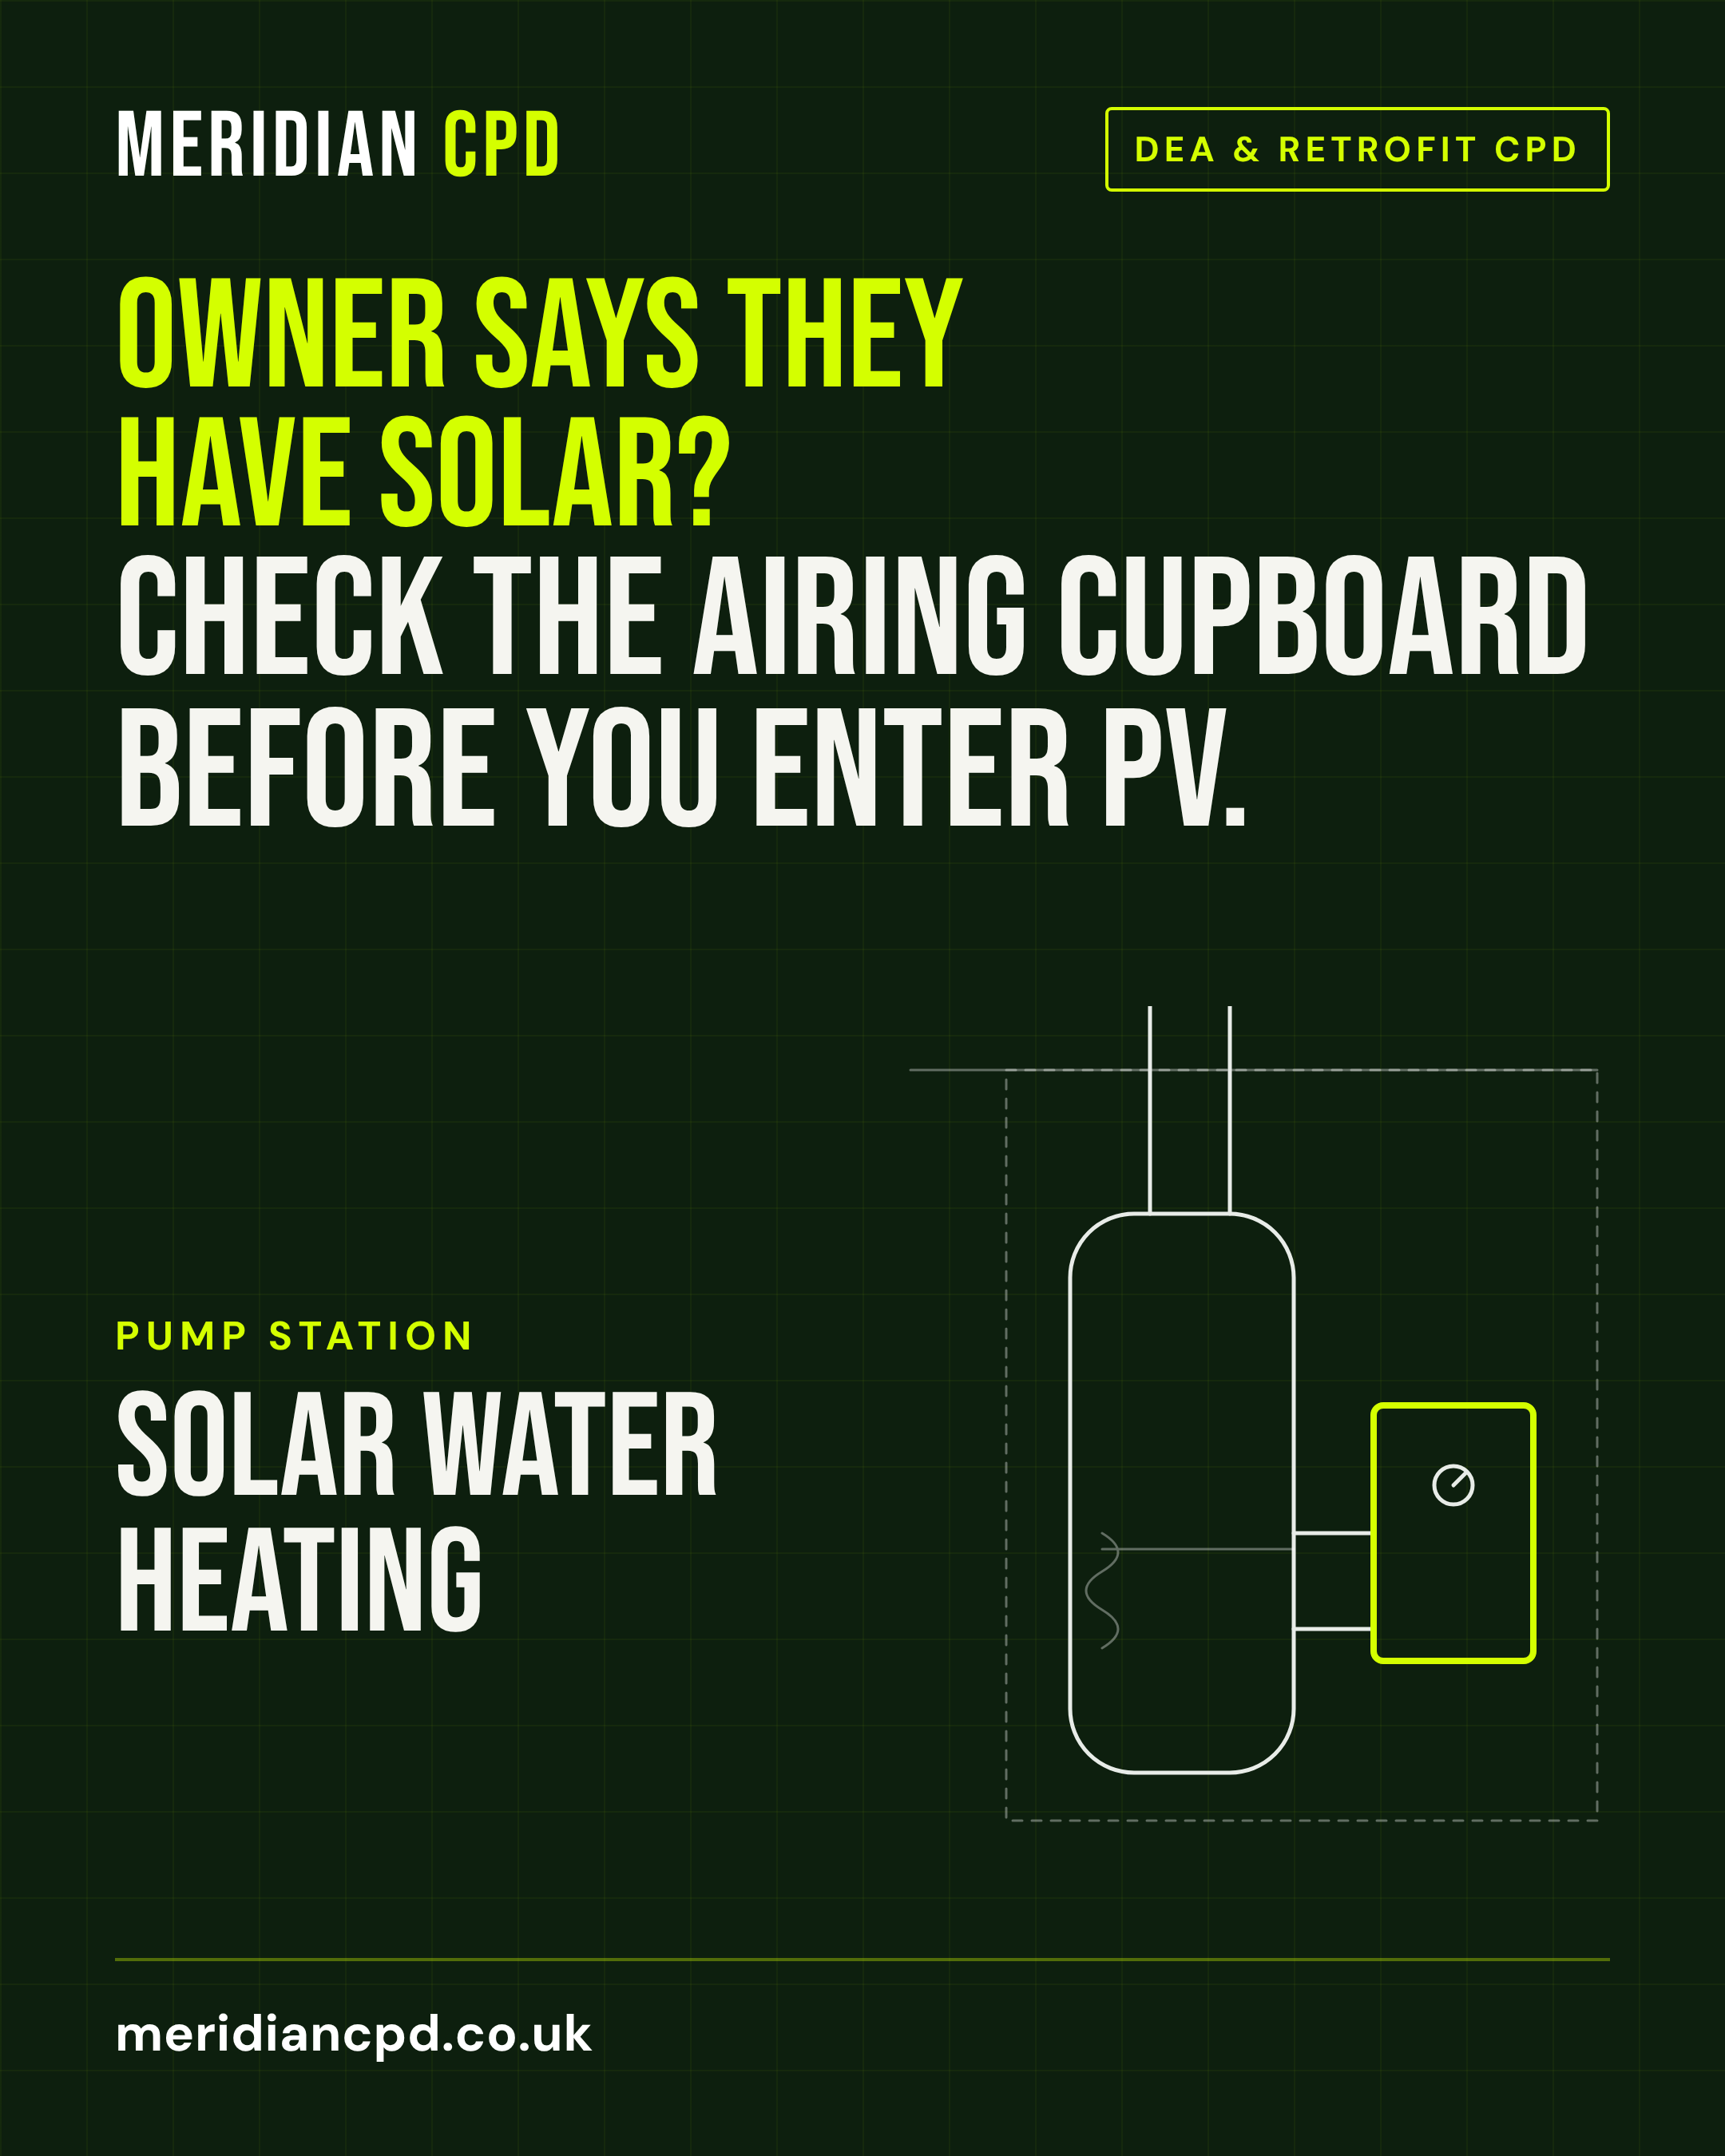 MERIDIAN CPD
DEA & RETROFIT CPD
OWNER SAYS THEY
HAVE SOLAR?
CHECK THE AIRING CUPBOARD
BEFORE YOU ENTER PV.
PUMP STATION
SOLAR WATER
HEATING
meridiancpd.co.uk